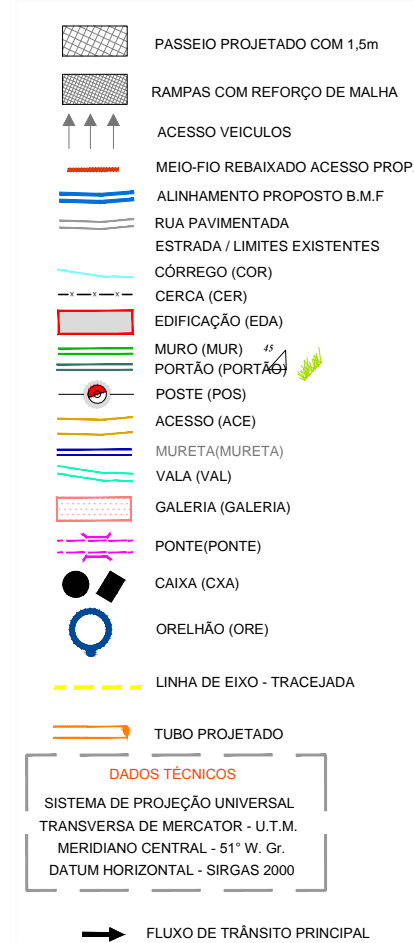 PASSEIO PROJETADO COM 1,5m
RAMPAS COM REFORÇO DE MALHA
ACESSO VEICULOS
MEIO-FIO REBAIXADO ACESSO PROP.
ALINHAMENTO PROPOSTO B.M.F
RUA PAVIMENTADA
ESTRADA / LIMITES EXISTENTES
CÓRREGO (COR)
CERCA (CER)
EDIFICAÇÃO (EDA)
MURO (MUR)
45
PORTÃO (PORTÃO)
POSTE (POS)
ACESSO (ACE)
MURETA(MURETA)
VALA (VAL)
GALERIA (GALERIA)
PONTE(PONTE)
CAIXA (CXA)
ORELHÃO (ORE)
LINHA DE EIXO - TRACEJADA
TUBO PROJETADO
DADOS TÉCNICOS
SISTEMA DE PROJEÇÃO UNIVERSAL
TRANSVERSA DE MERCATOR - U.T.M.
MERIDIANO CENTRAL - 51° W. Gr.
DATUM HORIZONTAL - SIRGAS 2000
FLUXO DE TRÂNSITO PRINCIPAL